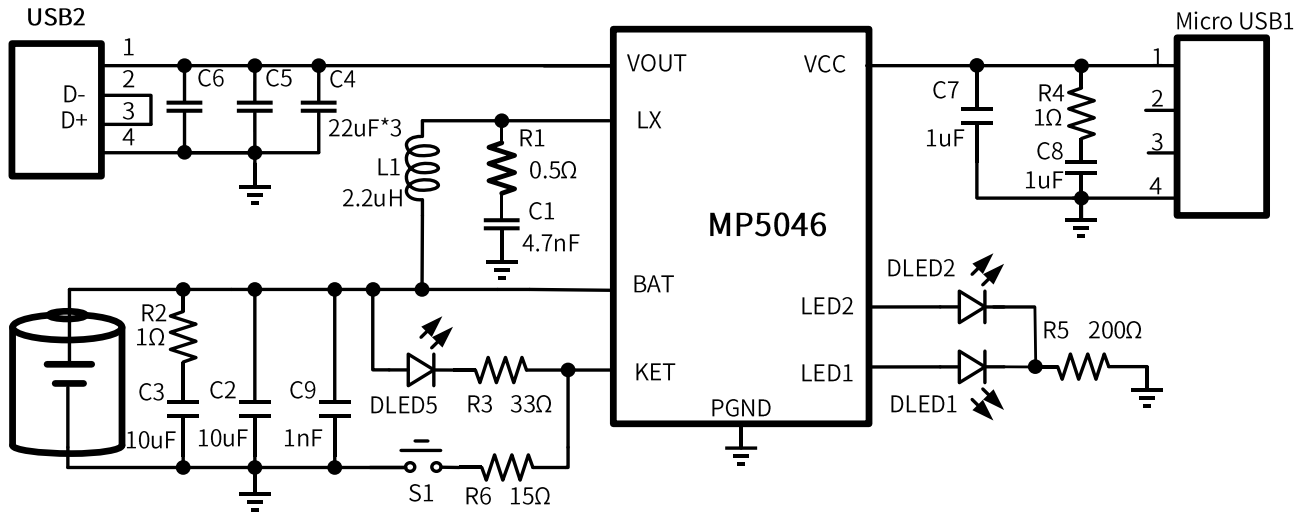 USB2
Micro USB1
1
2
D-
D+
3
4
C6
C5
C4
22uF*3
VOUT
VCC
LX
L1
2.2uH
R1
0.5Ω
C1
4.7nF
C7
1uF
R4
1Ω
C8
1uF
1
2
3
4
MP5046
BAT
DLED2
LED2
R5 200Ω
R2
1Ω
C3
10uF
C2
10uF
C9
1nF
DLED5
R3 33Ω
KET
LED1
DLED1
PGND
S1
R6 15Ω